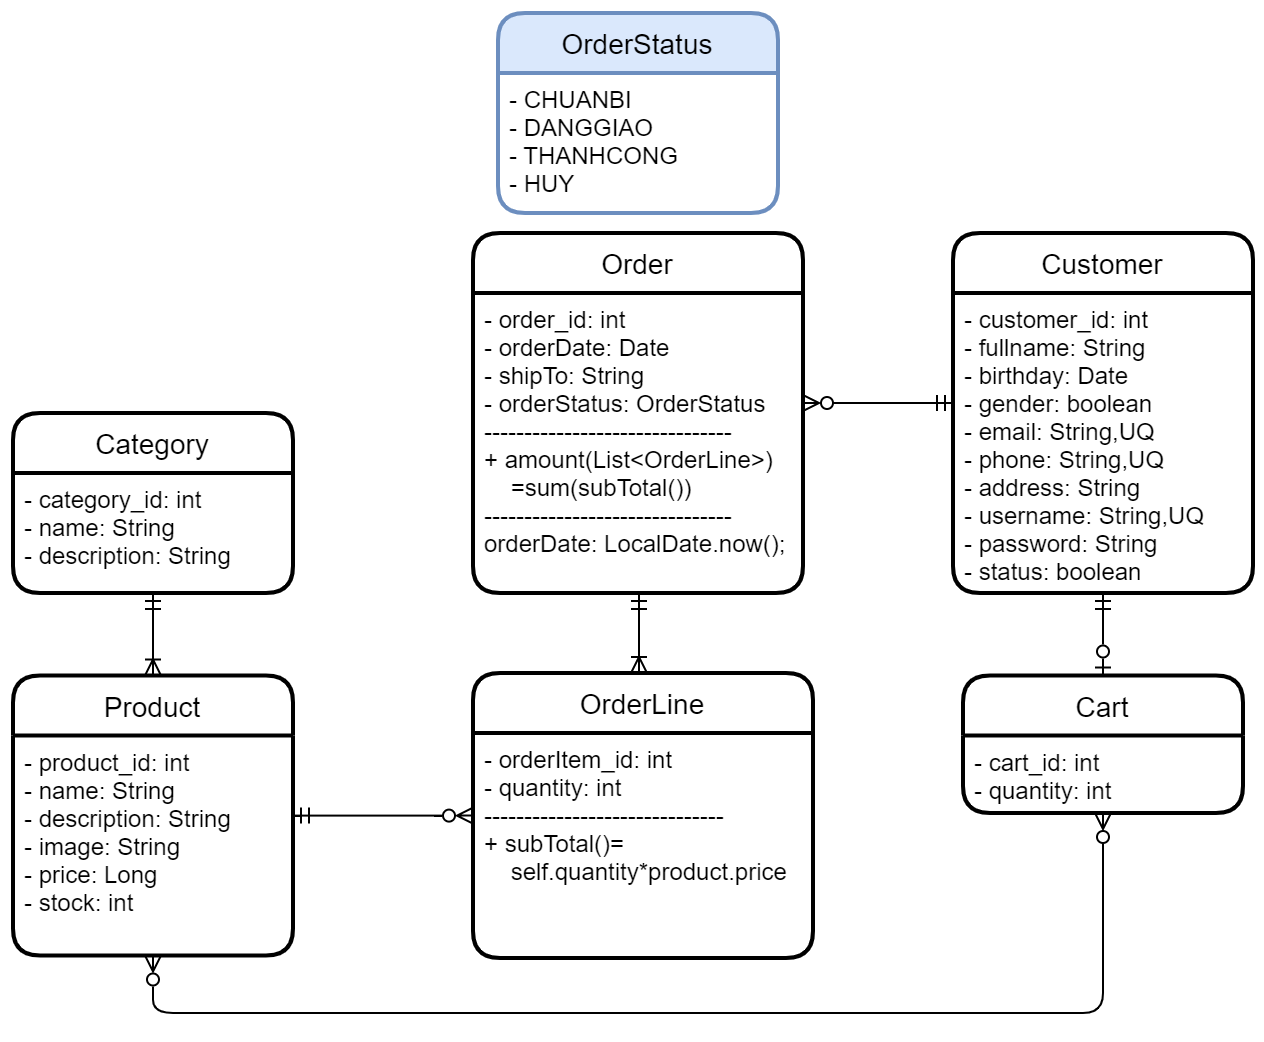 OrderStatus
- CHUANBI
- DANGGIAO
- THANHCONG
- HUY
Order
- order_id: int
- orderDate: Date
- shipTo: String
- orderStatus: OrderStatus
-------------------------------
+ amount(List<OrderLine>)
=sum(subTotal())
-------------------------------
orderDate: LocalDate.now();
Customer
- customer_id: int
- fullname: String
- birthday: Date
- gender: boolean
- email: String,UQ
- phone: String,UQ
- address: String
- username: String,UQ
- password: String
- status: boolean
Category
- category_id: int
- name: String
- description: String
Product
- product_id: int
- name: String
- description: String
- image: String
- price: Long
- stock: int
OrderLine
- orderItem_id: int
- quantity: int
------------------------------
+ subTotal()=
self.quantity*product.price
Cart
- cart_id: int
- quantity: int